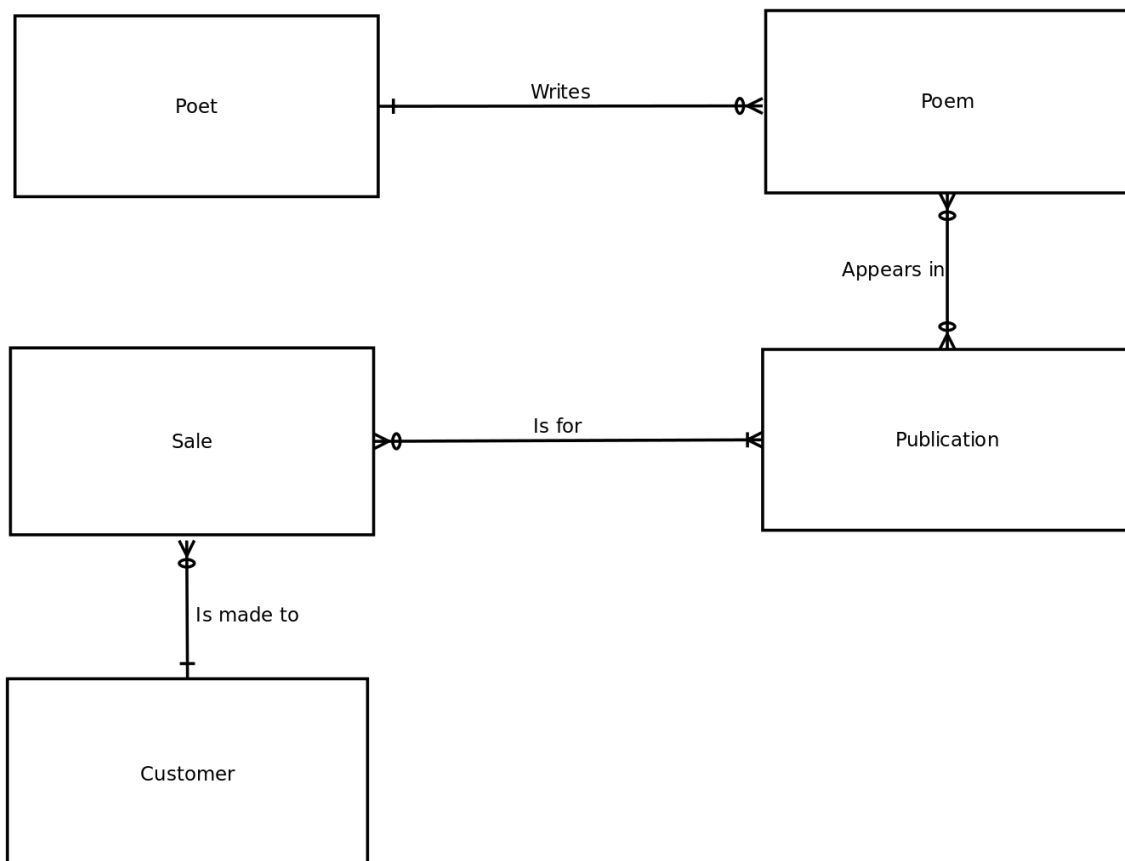 Poet
Writes
Poem
Appears in
Sale
Is for
Publication
Is made to
Customer